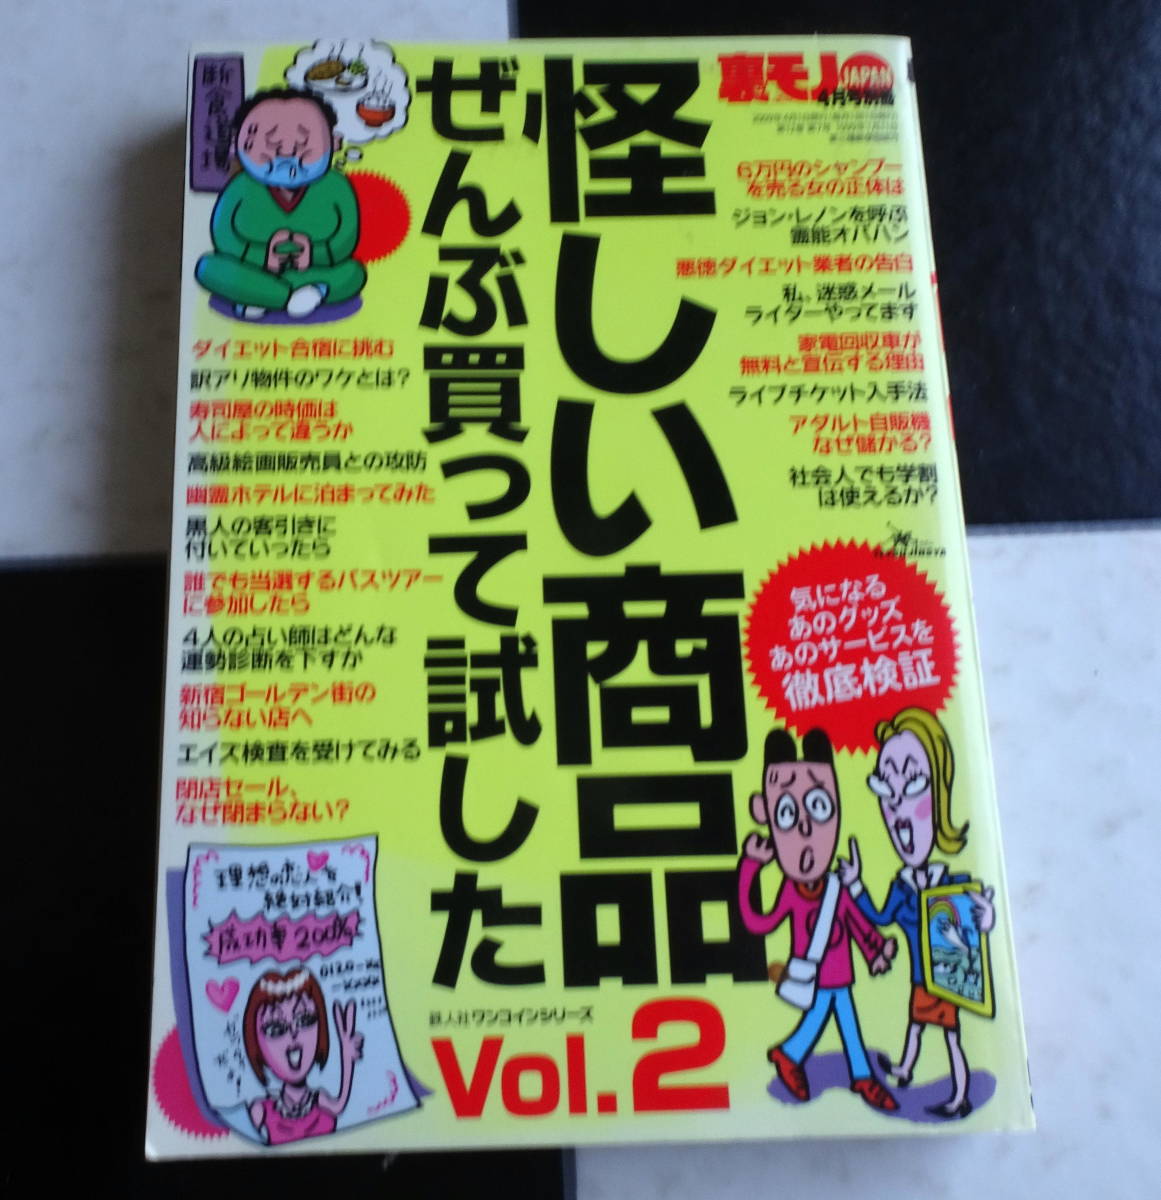 裏モノ
JAPAN
4月号別冊
怪しい商品
ぜんぶ買って試した
6万円のシャンプー
を売る女の正体は
ジョン・レノンを呼ぶ
霊能オバハン
悪徳ダイエット業者の告白
私、迷惑メール
ライターやってます
家電回収車が
無料と宣伝する理由
ライブチケット入手法
アダルト自販機
なぜ儲かる?
社会人でも学割
は使えるか?
気になる
あのグッズ
あのサービスを
徹底検証
断食道場
ダイエット合宿に挑む
訳アリ物件のワケとは?
寿司屋の時価は
人によって違うか
高級絵画販売員との攻防
幽霊ホテルに泊まってみた
黒人の客引きに
付いていったら
誰でも当選するバスツアー
に参加したら
4人の占い師はどんな
運勢診断を下すか
新宿ゴールデン街の
知らない店へ
エイズ検査を受けてみる
閉店セール、
なぜ閉まらない?
理想の恋人を
絶対紹介!
成功率200%
0120-XX
-XXXX
鉄人社ワンコインシリーズ
Vol.2